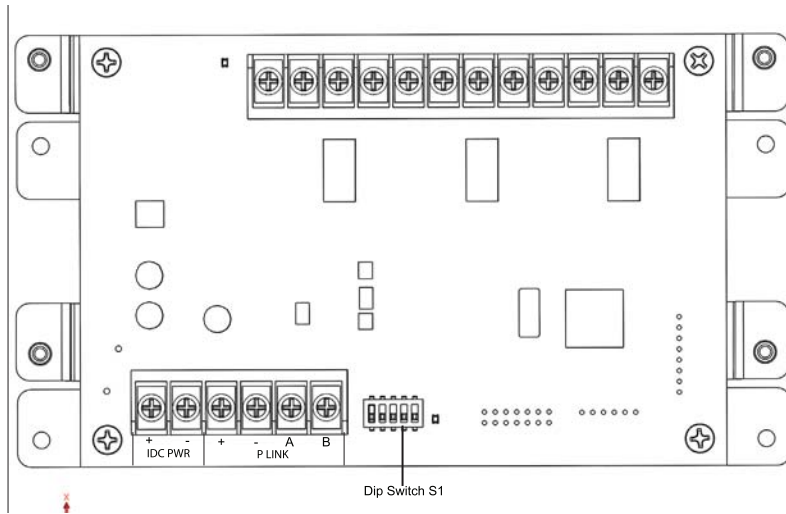 + - + - A B
IDC PWR P LINK
Dip Switch S1
X